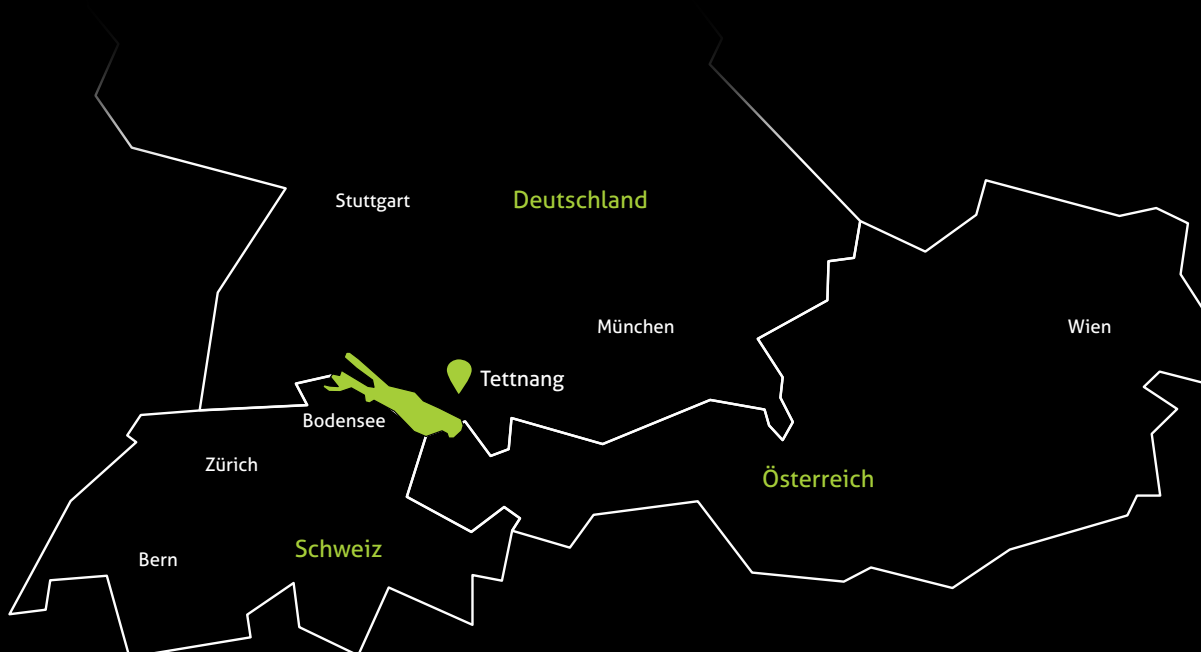 Stuttgart
Deutschland
München
Wien
Tettnang
Bodensee
Zürich
Österreich
Schweiz
Bern